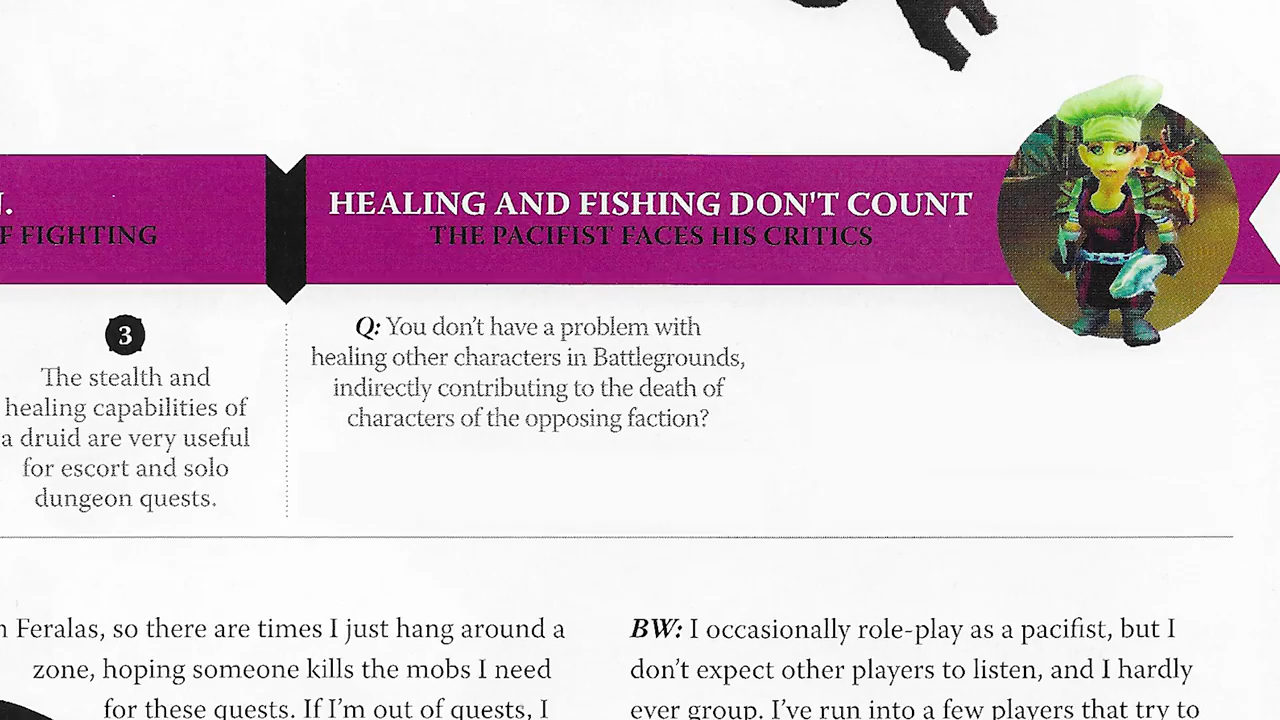 N.
F FIGHTING
HEALING AND FISHING DON'T COUNT
THE PACIFIST FACES HIS CRITICS
3
The stealth and
healing capabilities of
a druid are very useful
for escort and solo
dungeon quests.
Q: You don't have a problem with
healing other characters in Battlegrounds,
indirectly contributing to the death of
characters of the opposing faction?
Feralas, so there are times I just hang around a
zone, hoping someone kills the mobs I need
for these quests. If I'm out of quests, I
BW: I occasionally role-play as a pacifist, but I
don't expect other players to listen, and I hardly
ever group. I've run into a few players that try to